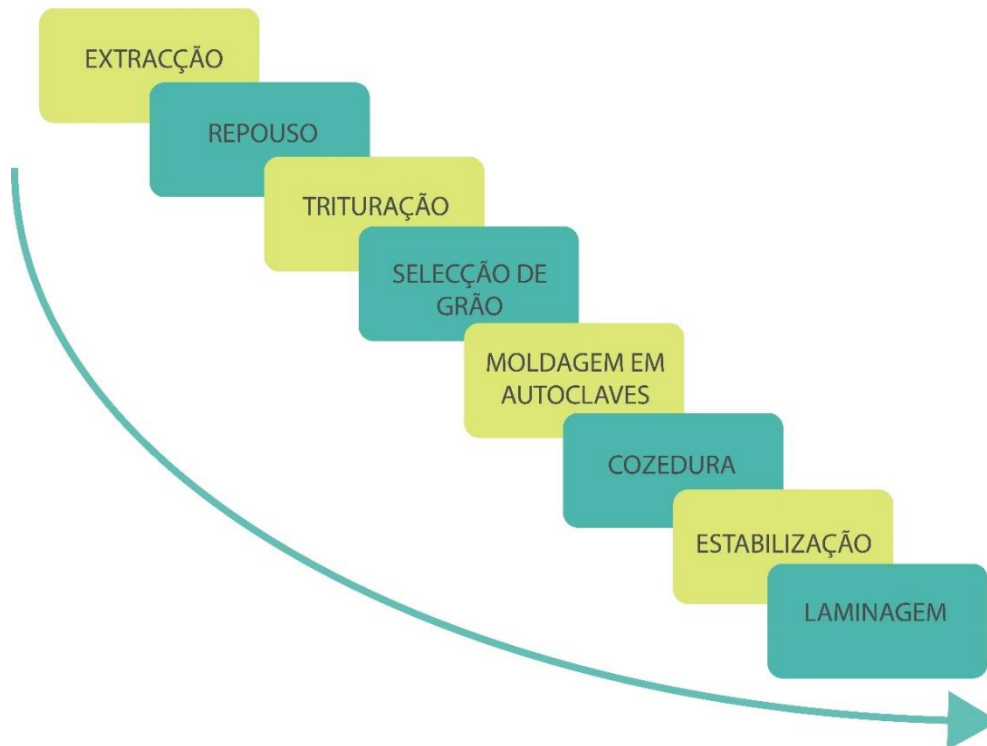 EXTRACÇÃO
REPOUSO
TRITURAÇÃO
SELECÇÃO DE
GRÃO
MOLDAGEM EM
AUTOCLAVES
COZEDURA
ESTABILIZAÇÃO
LAMINAGEM